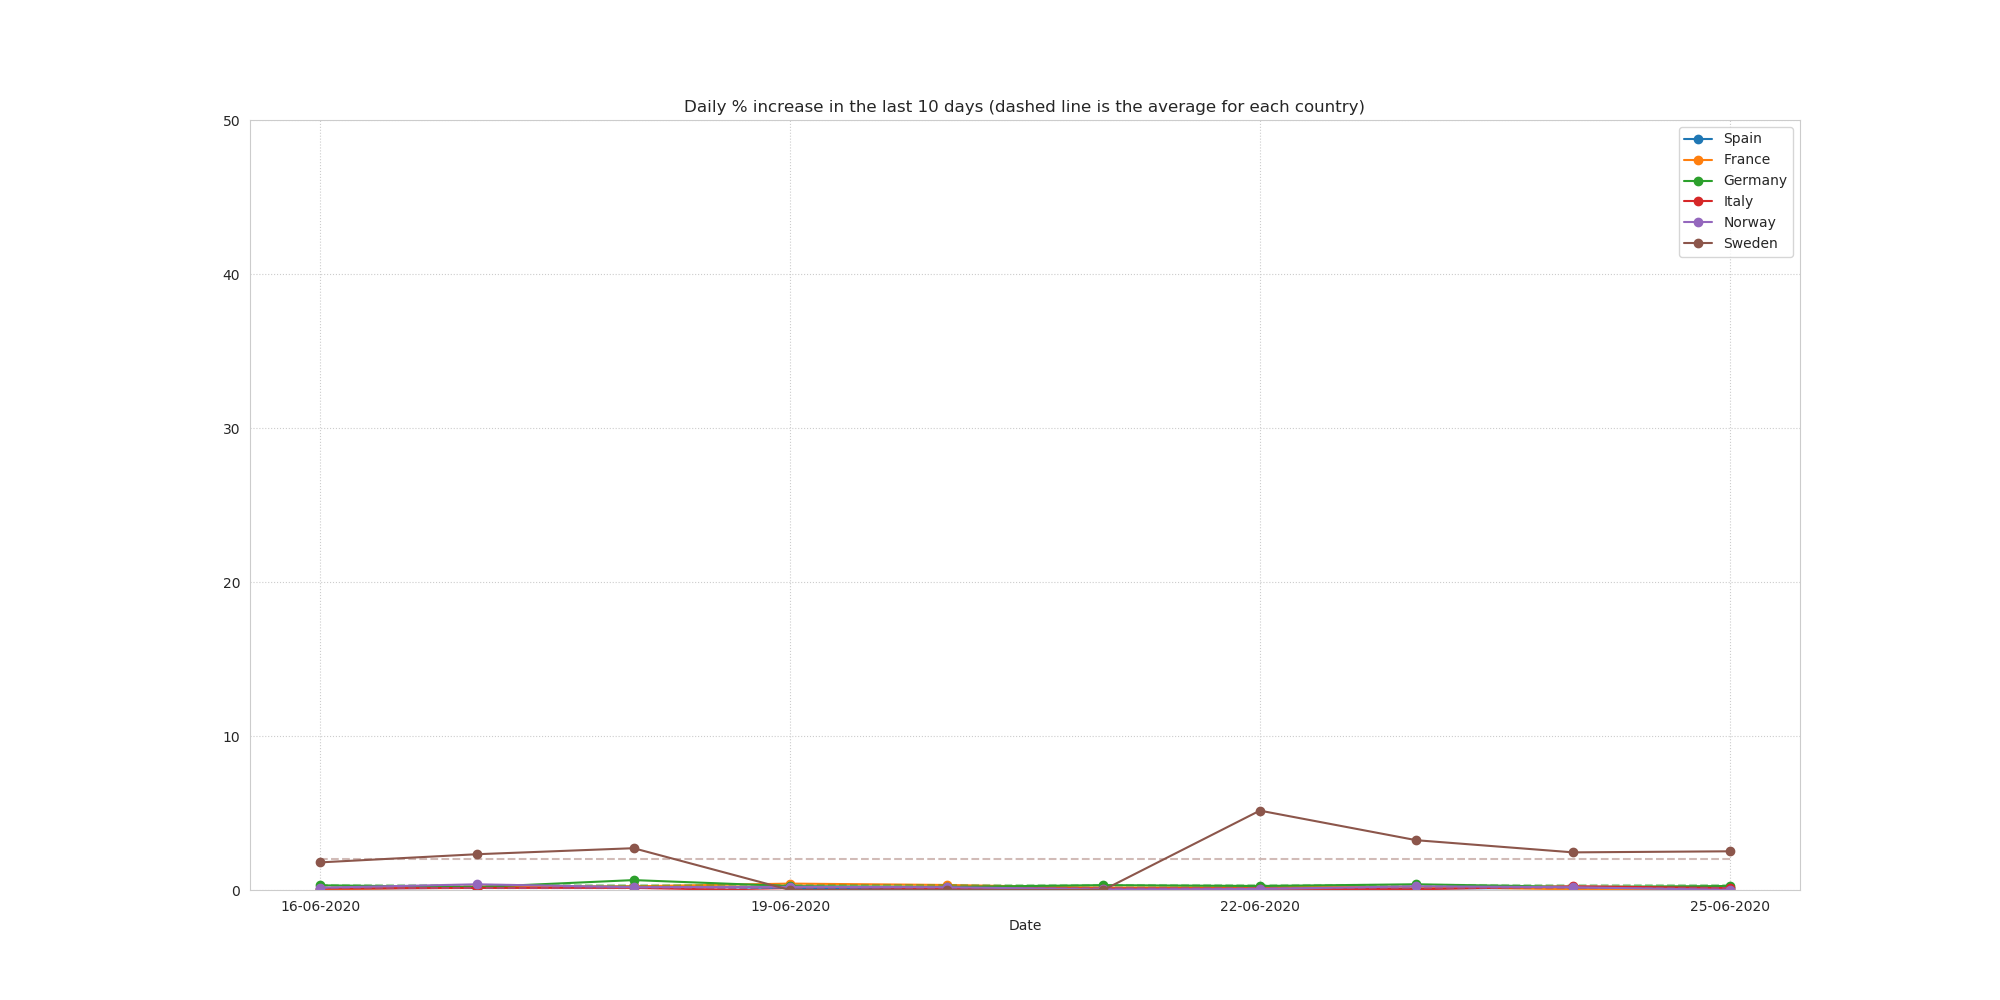 Daily % increase in the last 10 days (dashed line is the average for each country)
50
40
30
20
10
0
Spain
France
Germany
Italy
Norway
Sweden
16-06-2020 19-06-2020 22-06-2020 25-06-2020
Date